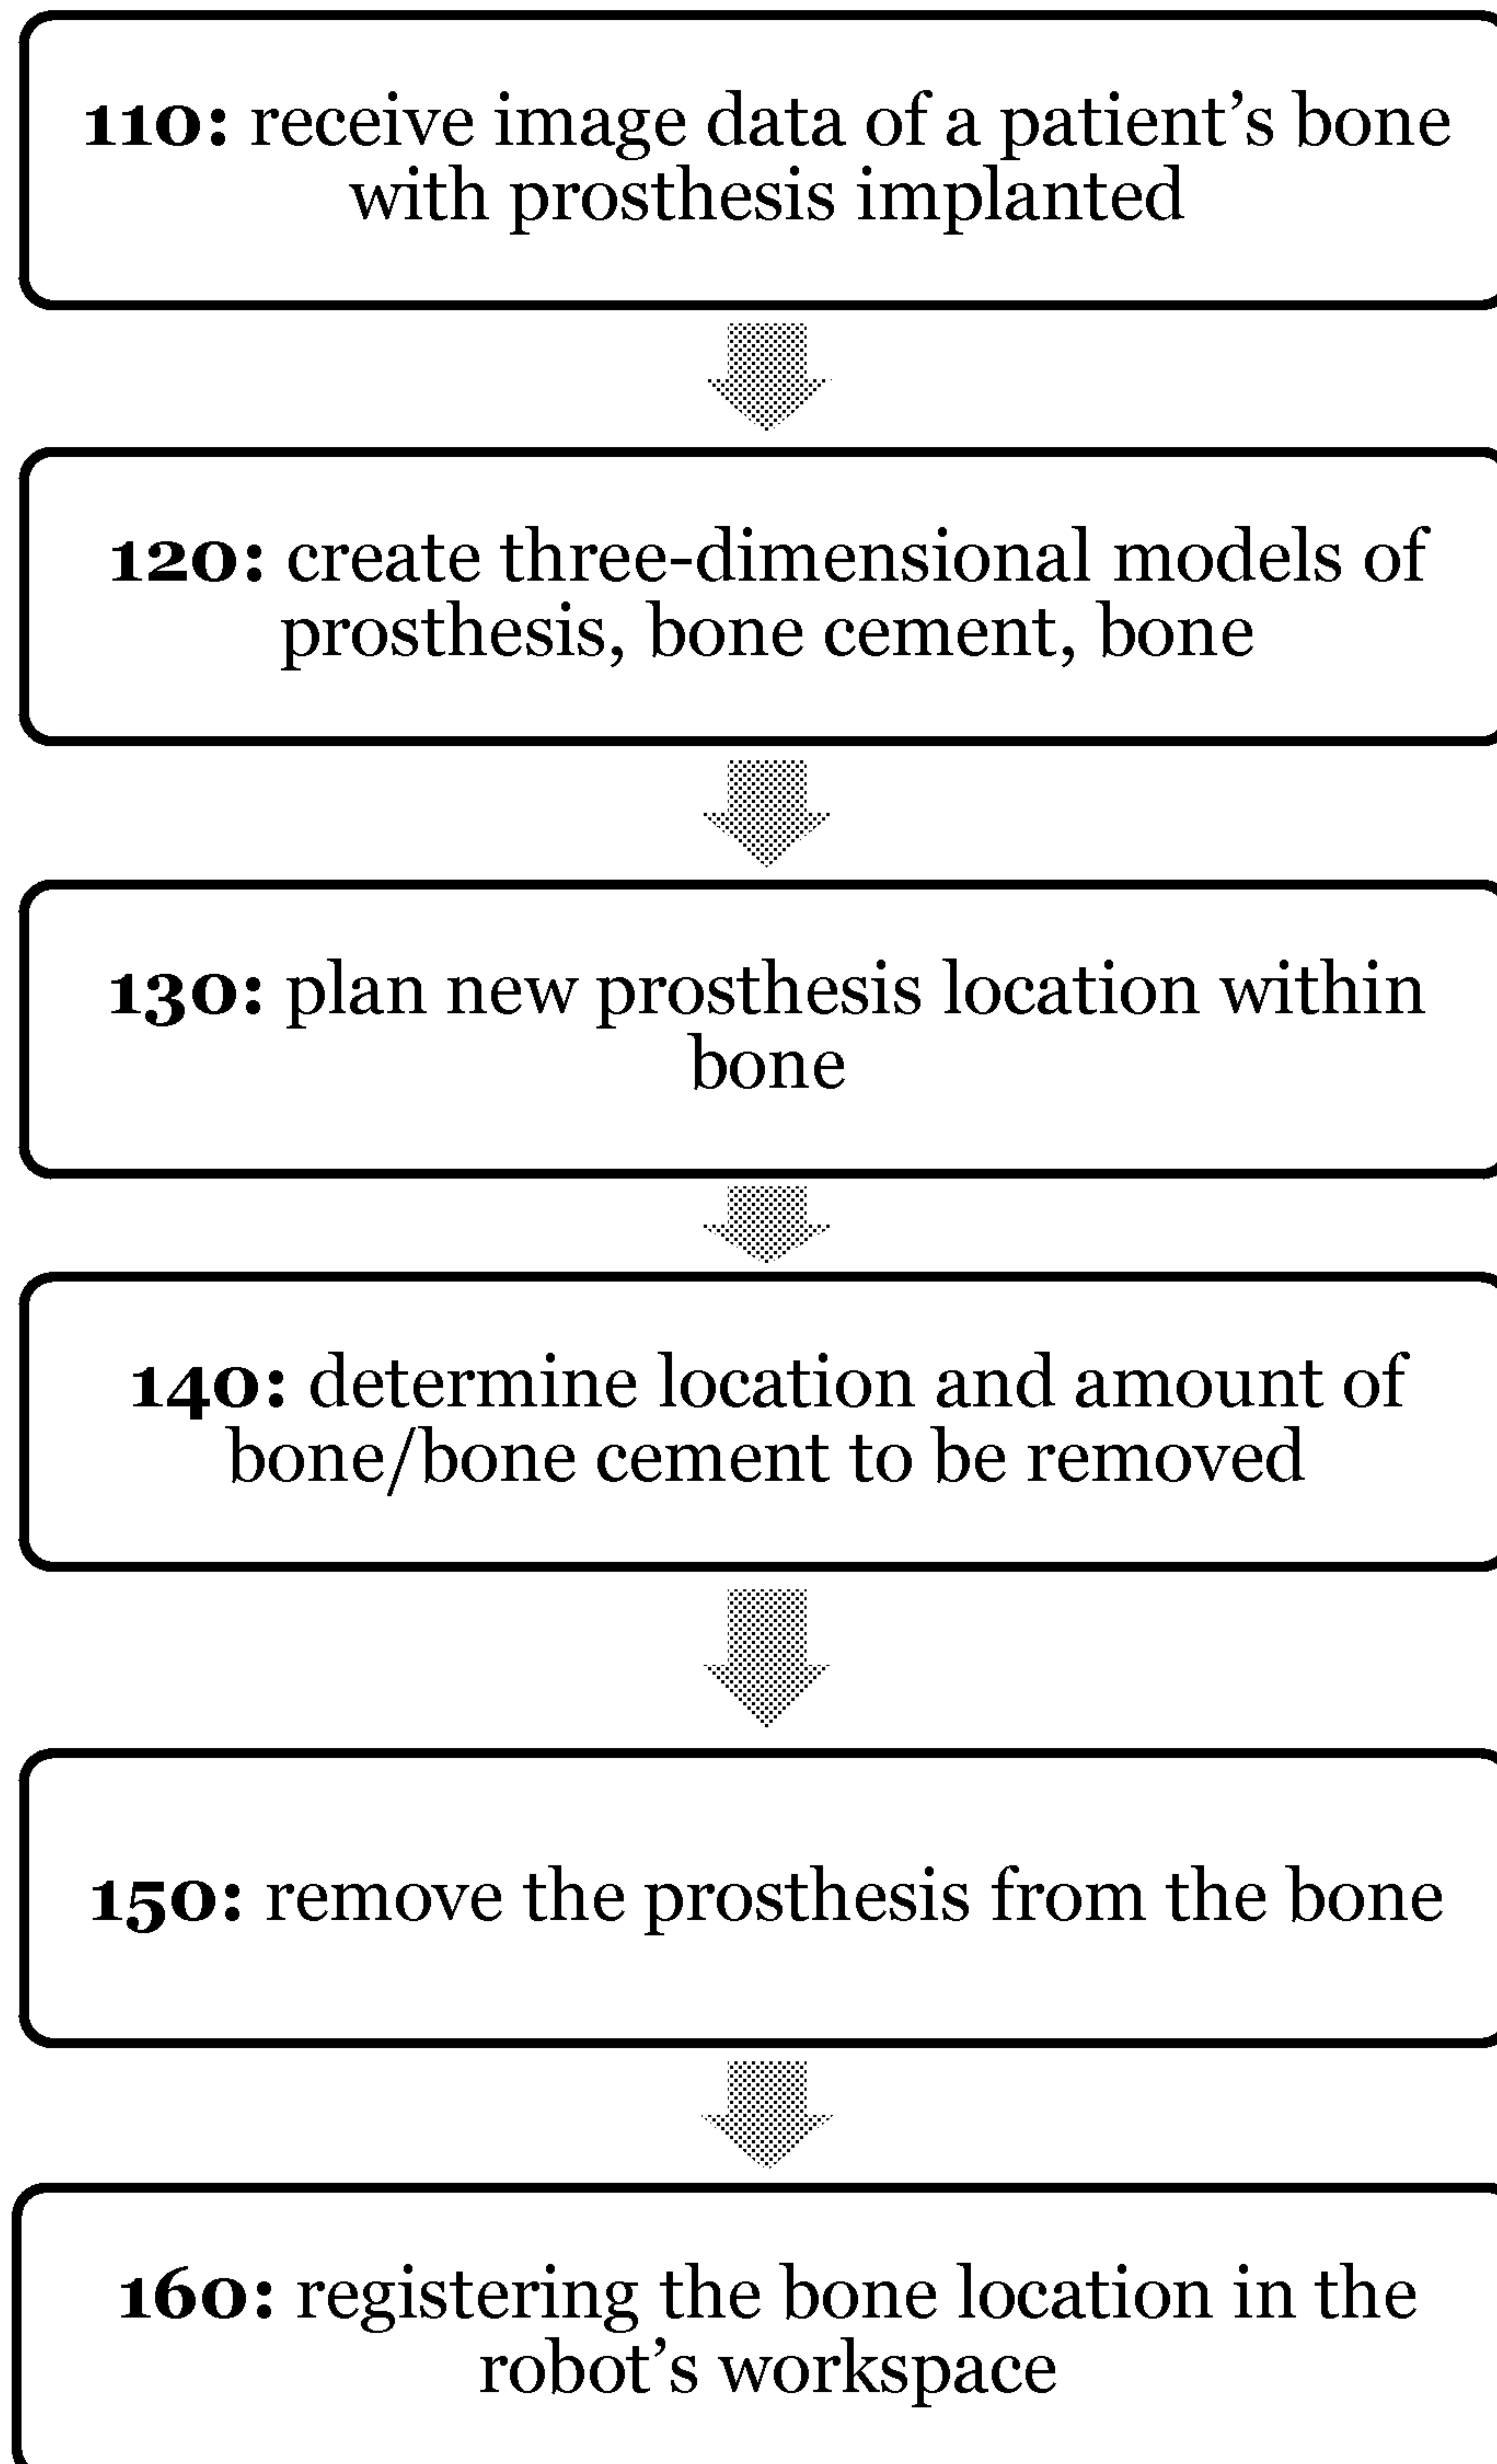 110: receive image data of a patient’s bone
with prosthesis implanted
120: create three-dimensional models of
prosthesis, bone cement, bone
130: plan new prosthesis location within
bone
140: determine location and amount of
bone/bone cement to be removed
150: remove the prosthesis from the bone
160: registering the bone location in the
robot’s workspace